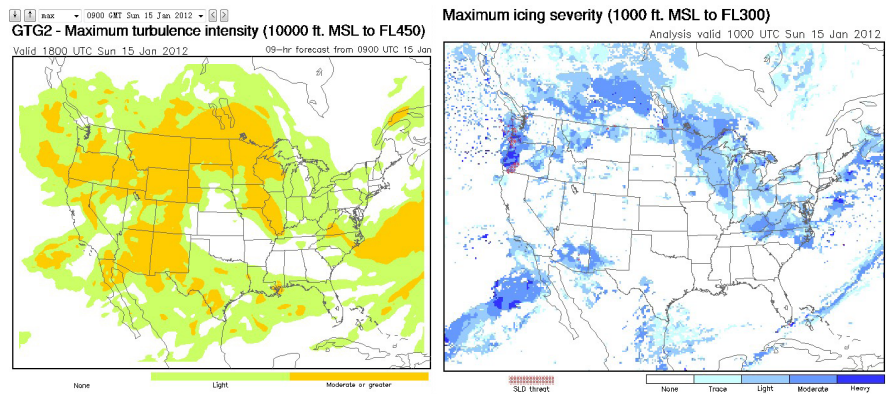 max 0900 GMT Sun 15 Jan 2012
GTG2 - Maximum turbulence intensity (10000 ft. MSL to FL450)
Valid 1800 UTC Sun 15 Jan 2012 09-hr forecast from 0900 UTC 15 Jan
None Light Moderate or greater
Maximum icing severity (1000 ft. MSL to FL300)
Analysis valid 1000 UTC Sun 15 Jan 2012
SLD threat None Trace Light Moderate Heavy